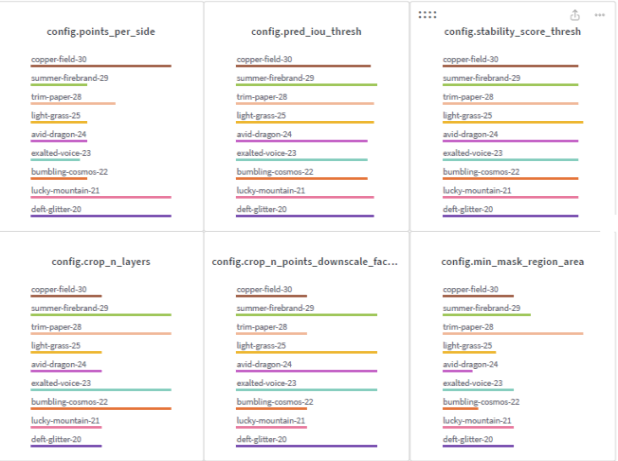 config.points_per_side
copper-field-30
summer-firebrand-29
trim-paper-28
light-grass-25
avid-dragon-24
exalted-voice-23
bumbling-cosmos-22
lucky-mountain-21
deft-glitter-20
config.pred_iou_thresh
copper-field-30
summer-firebrand-29
trim-paper-28
light-grass-25
avid-dragon-24
exalted-voice-23
bumbling-cosmos-22
lucky-mountain-21
deft-glitter-20
config.stability_score_thresh
copper-field-30
summer-firebrand-29
trim-paper-28
light-grass-25
avid-dragon-24
exalted-voice-23
bumbling-cosmos-22
lucky-mountain-21
deft-glitter-20
config.crop_n_layers
copper-field-30
summer-firebrand-29
trim-paper-28
light-grass-25
avid-dragon-24
exalted-voice-23
bumbling-cosmos-22
lucky-mountain-21
deft-glitter-20
config.crop_n_points_downscale_fac...
copper-field-30
summer-firebrand-29
trim-paper-28
light-grass-25
avid-dragon-24
exalted-voice-23
bumbling-cosmos-22
lucky-mountain-21
deft-glitter-20
config.min_mask_region_area
copper-field-30
summer-firebrand-29
trim-paper-28
light-grass-25
avid-dragon-24
exalted-voice-23
bumbling-cosmos-22
lucky-mountain-21
deft-glitter-20